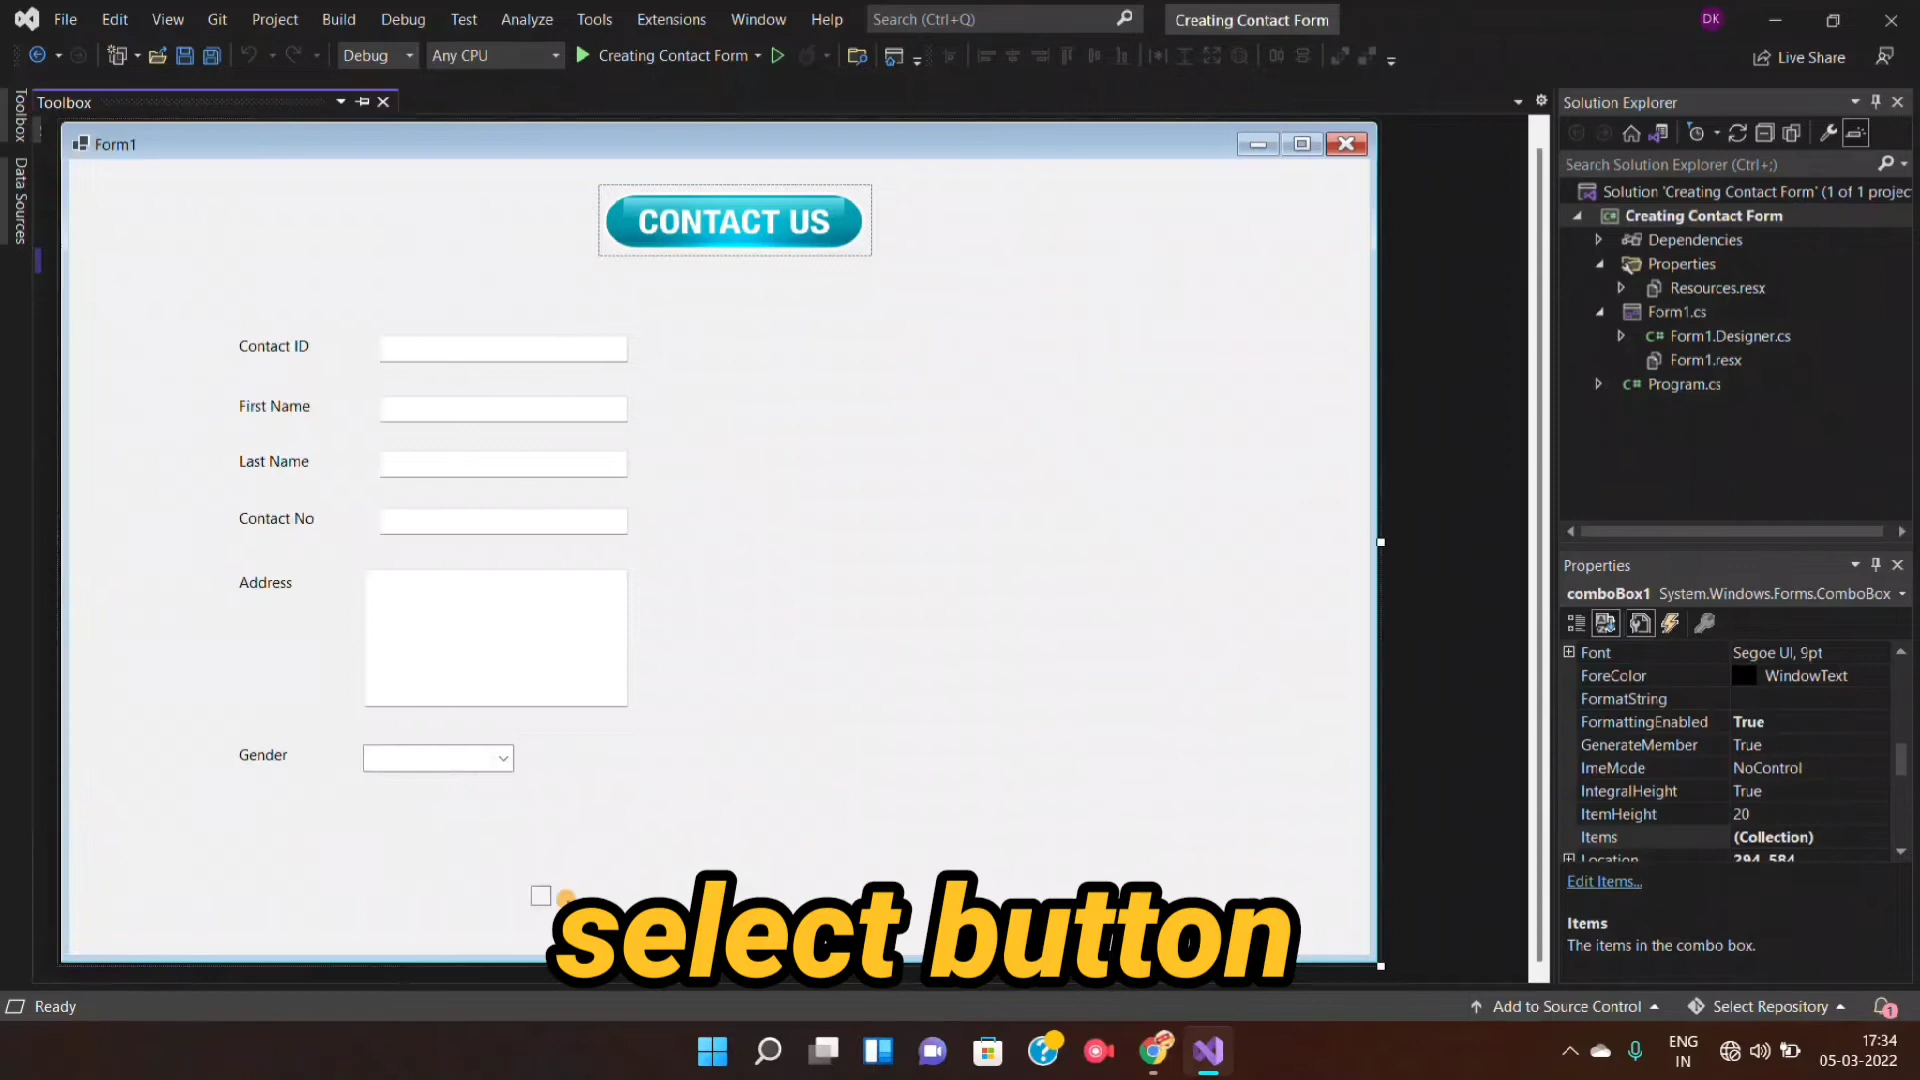 File Edit View Git Project Build Debug Test Analyze Tools Extensions Window Help Search (Ctrl+Q) Creating Contact Form DK
Debug Any CPU Creating Contact Form Live Share
Toolbox
Toolbox
Data Sources
Form1
CONTACT US
Contact ID
First Name
Last Name
Contact No
Address
Gender
select button
Solution Explorer
Search Solution Explorer (Ctrl+;)
Solution 'Creating Contact Form' (1 of 1 projec
Creating Contact Form
Dependencies
Properties
Resources.resx
Form1.cs
C# Form1.Designer.cs
Form1.resx
C# Program.cs
Properties
comboBox1 System.Windows.Forms.ComboBox
Font Segoe UI, 9pt
ForeColor WindowText
FormatString
FormattingEnabled True
GenerateMember True
ImeMode NoControl
IntegralHeight True
ItemHeight 20
Items (Collection)
Location 294, 584
Edit Items...
Items
The items in the combo box.
Ready Add to Source Control Select Repository 1
ENG
IN
17:34
05-03-2022